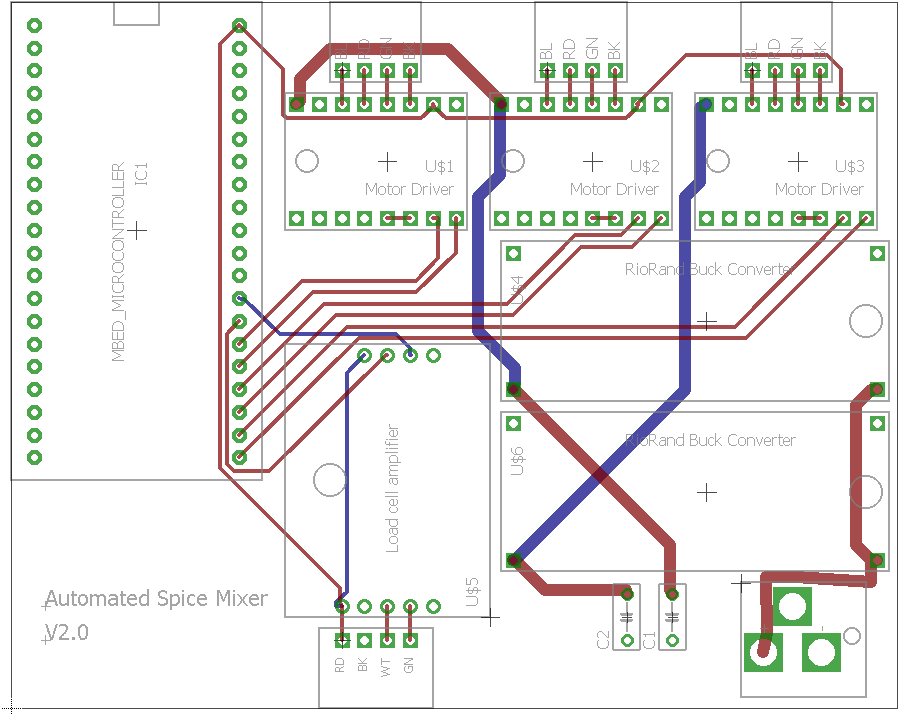 BL RD GN BK
BL RD GN BK
BL RD GN BK
MBED_MICROCONTROLLER
IC1
U$1
Motor Driver
U$2
Motor Driver
U$3
Motor Driver
U$4
RioRand Buck Converter
U$6
RioRand Buck Converter
Load cell amplifier
U$5
Automated Spice Mixer
V2.0
C2
C1
+
-
RD BK WT GN